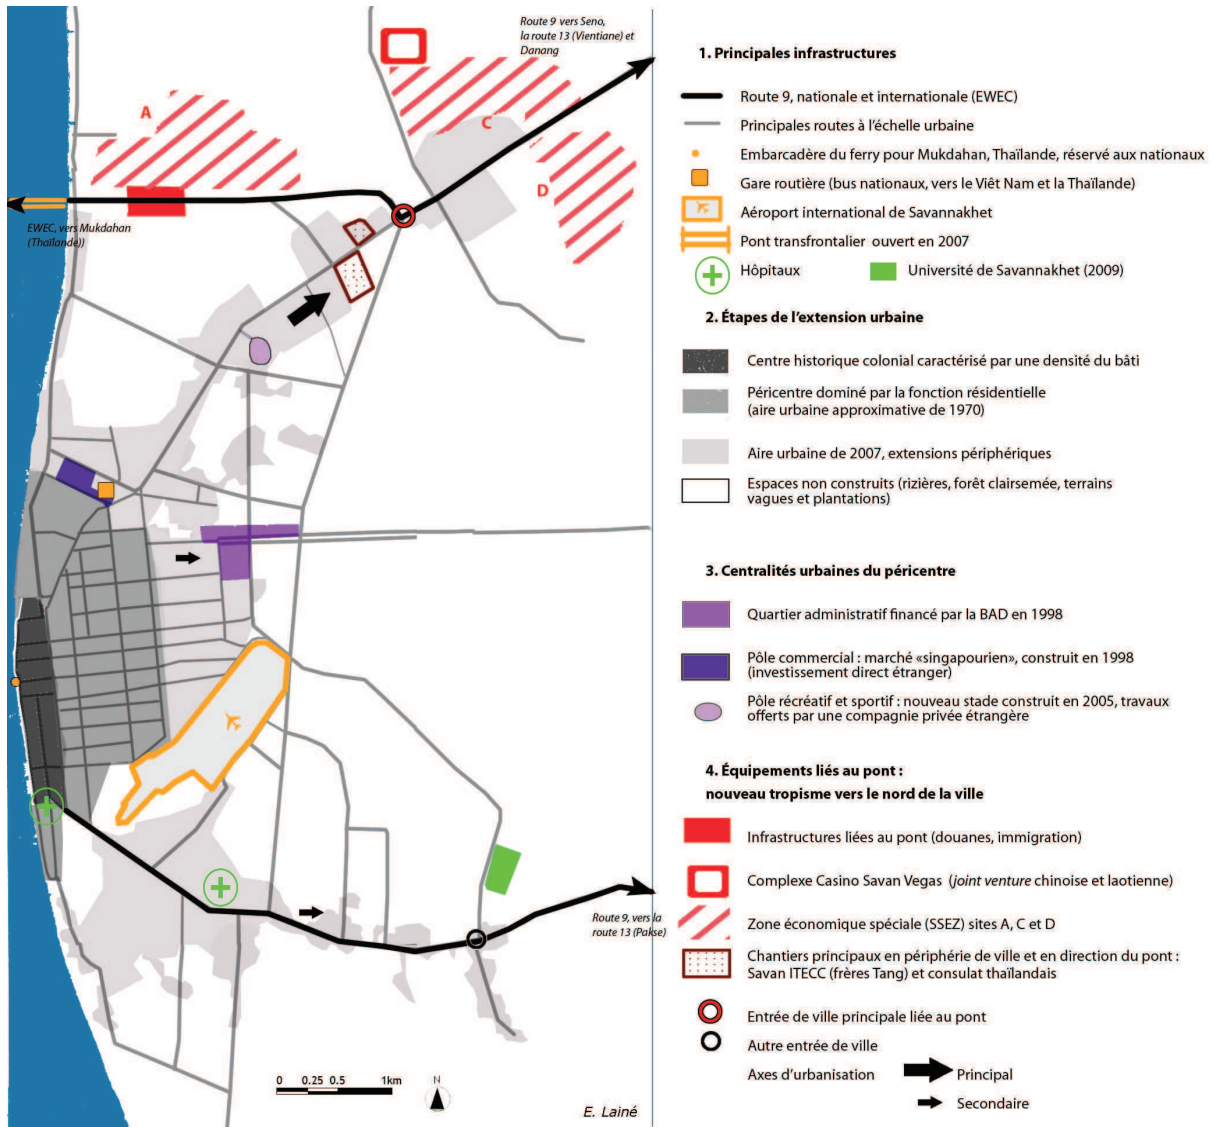 Route 9 vers Seno,
la route 13 (Vientiane) et
Danang
A
C
D
EWEC, vers Mukdahan
(Thaïlande))
Route 9, vers la
route 13 (Pakse)
0 0.25 0.5 1km
N
E. Lainé
1. Principales infrastructures
Route 9, nationale et internationale (EWEC)
Principales routes à l'échelle urbaine
Embarcadère du ferry pour Mukdahan, Thaïlande, réservé aux nationaux
Gare routière (bus nationaux, vers le Viêt Nam et la Thaïlande)
Aéroport international de Savannakhet
Pont transfrontalier ouvert en 2007
Hôpitaux
Université de Savannakhet (2009)
2. Étapes de l'extension urbaine
Centre historique colonial caractérisé par une densité du bâti
Péricentre dominé par la fonction résidentielle
(aire urbaine approximative de 1970)
Aire urbaine de 2007, extensions périphériques
Espaces non construits (rizières, forêt clairsemée, terrains
vagues et plantations)
3. Centralités urbaines du péricentre
Quartier administratif financé par la BAD en 1998
Pôle commercial : marché «singapourien», construit en 1998
(investissement direct étranger)
Pôle récréatif et sportif : nouveau stade construit en 2005, travaux
offerts par une compagnie privée étrangère
4. Équipements liés au pont :
nouveau tropisme vers le nord de la ville
Infrastructures liées au pont (douanes, immigration)
Complexe Casino Savan Vegas (joint venture chinoise et laotienne)
Zone économique spéciale (SSEZ) sites A, C et D
Chantiers principaux en périphérie de ville et en direction du pont :
Savan ITECC (frères Tang) et consulat thaïlandais
Entrée de ville principale liée au pont
Autre entrée de ville
Axes d'urbanisation
Principal
Secondaire